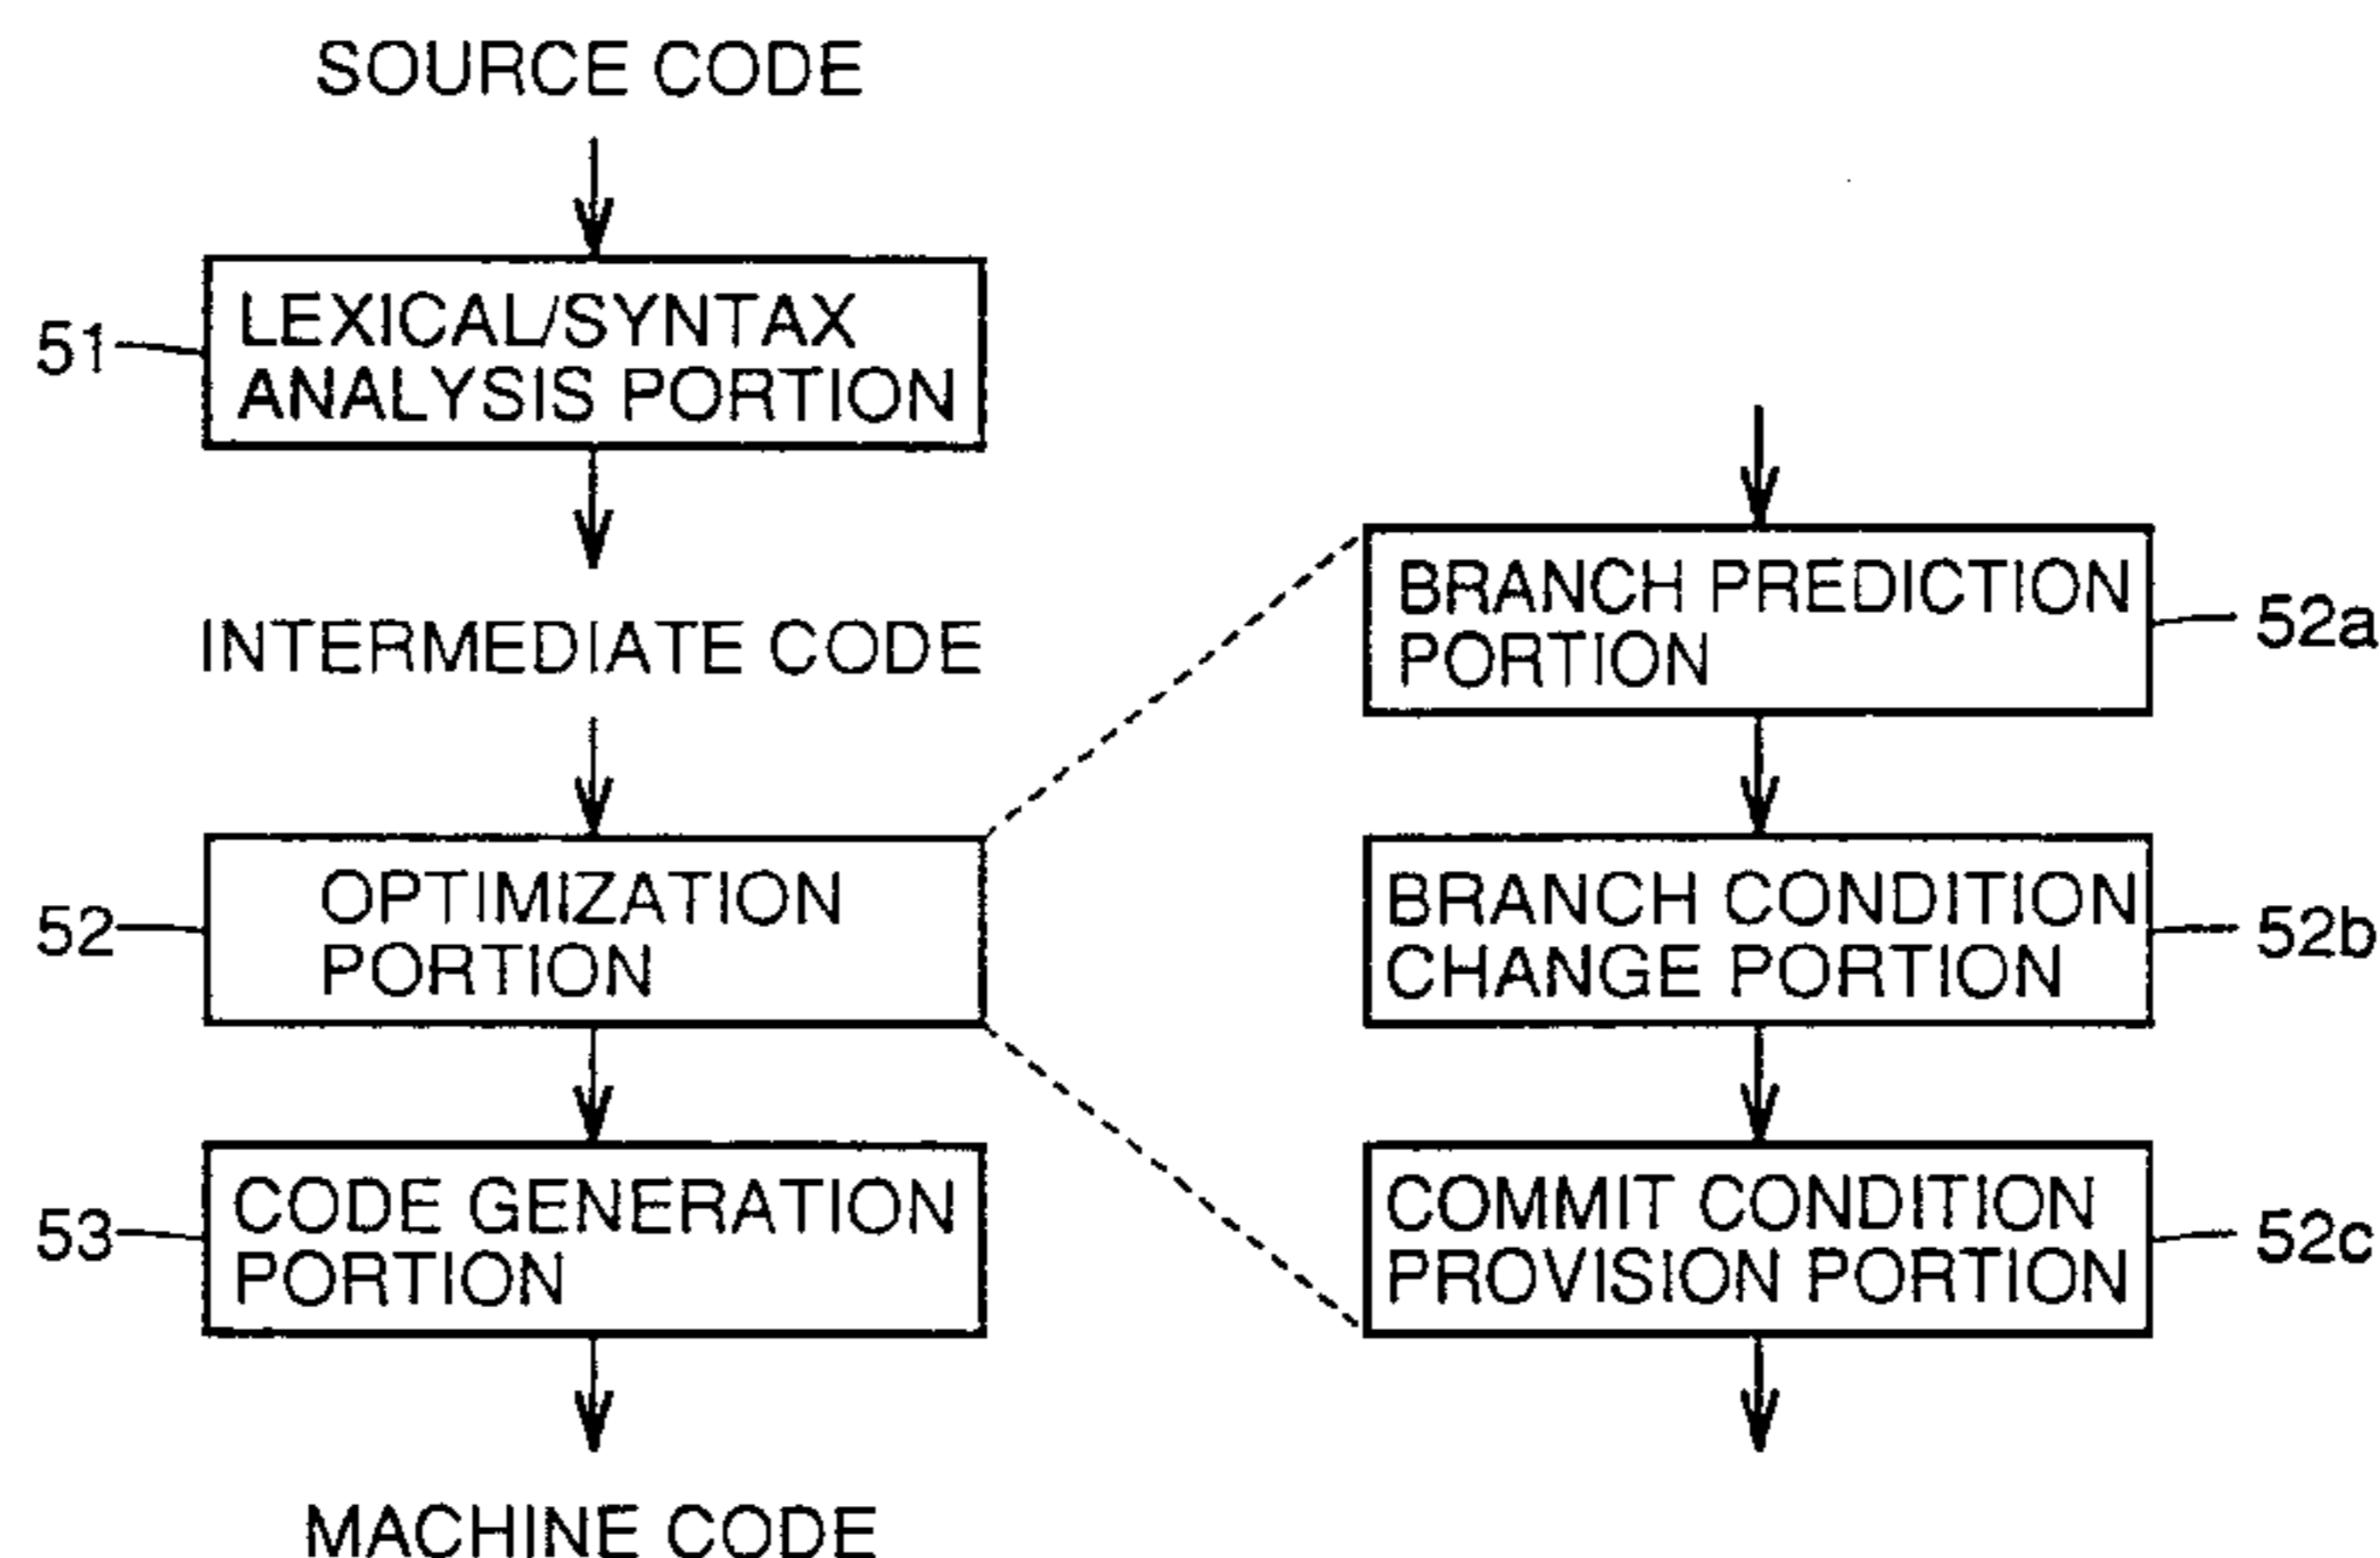 SOURCE CODE
51
LEXICAL/SYNTAX
ANALYSIS PORTION
INTERMEDIATE CODE
52
OPTIMIZATION
PORTION
53
CODE GENERATION
PORTION
MACHINE CODE
BRANCH PREDICTION
PORTION
52a
BRANCH CONDITION
CHANGE PORTION
52b
COMMIT CONDITION
PROVISION PORTION
52c